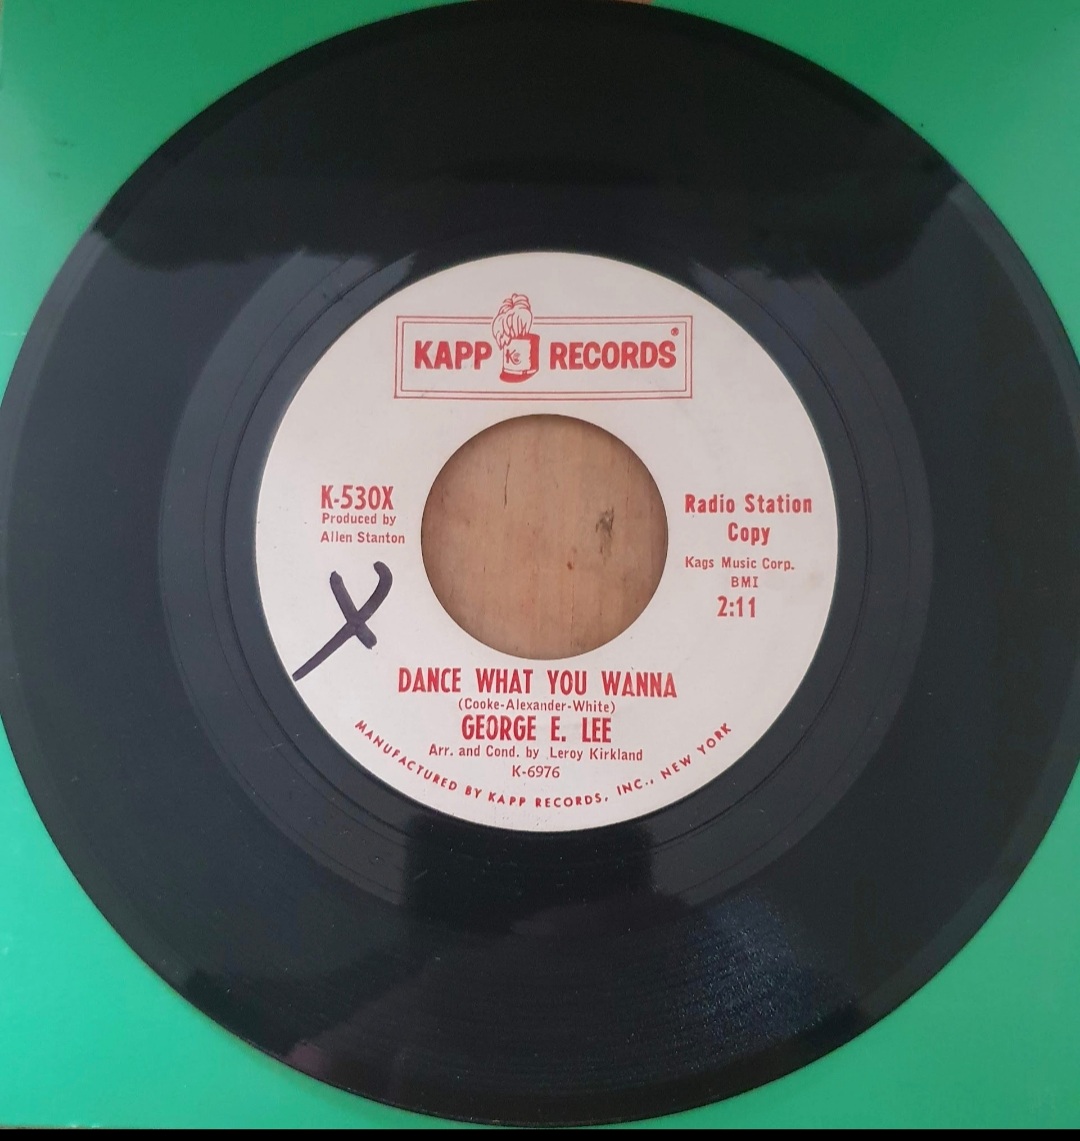 KAPP K RECORDS®
K-530X
Produced by
Allen Stanton
Radio Station
Copy
Kags Music Corp.
BMI
2:11
X
DANCE WHAT YOU WANNA
(Cooke-Alexander-White)
GEORGE E. LEE
Arr. and Cond. by Leroy Kirkland
K-6976
MANUFACTURED BY KAPP RECORDS, INC., NEW YORK